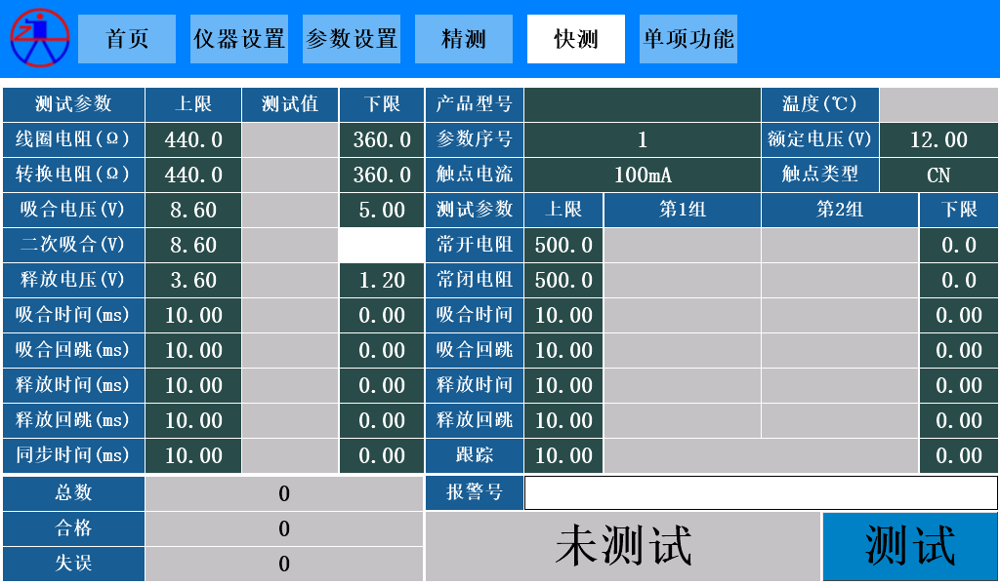 首页 仪器设置 参数设置 精测 快测 单项功能
测试参数 上限 测试值 下限 产品型号 温度(℃)
线圈电阻(Ω) 440.0 360.0 参数序号 1 额定电压(V) 12.00
转换电阻(Ω) 440.0 360.0 触点电流 100mA 触点类型 CN
吸合电压(V) 8.60 5.00 测试参数 上限 第1组 第2组 下限
二次吸合(V) 8.60 常开电阻 500.0 0.0
释放电压(V) 3.60 1.20 常闭电阻 500.0 0.0
吸合时间(ms) 10.00 0.00 吸合时间 10.00 0.00
吸合回跳(ms) 10.00 0.00 吸合回跳 10.00 0.00
释放时间(ms) 10.00 0.00 释放时间 10.00 0.00
释放回跳(ms) 10.00 0.00 释放回跳 10.00 0.00
同步时间(ms) 10.00 0.00 跟踪 10.00 0.00
总数 0 报警号
合格 0 未测试 测试
失误 0